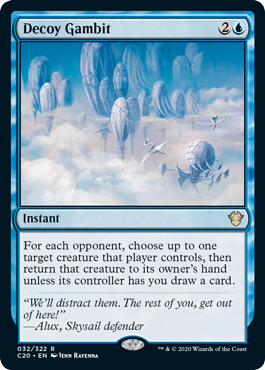 Decoy Gambit 2
Instant
For each opponent, choose up to one
target creature that player controls, then
return that creature to its owner's hand
unless its controller has you draw a card.
“We'll distract them. The rest of you, get out
of here!”
—Alux, Skysail defender
032/322 R
C20 • EN Jenn Ravenna
™ & © 2020 Wizards of the Coast